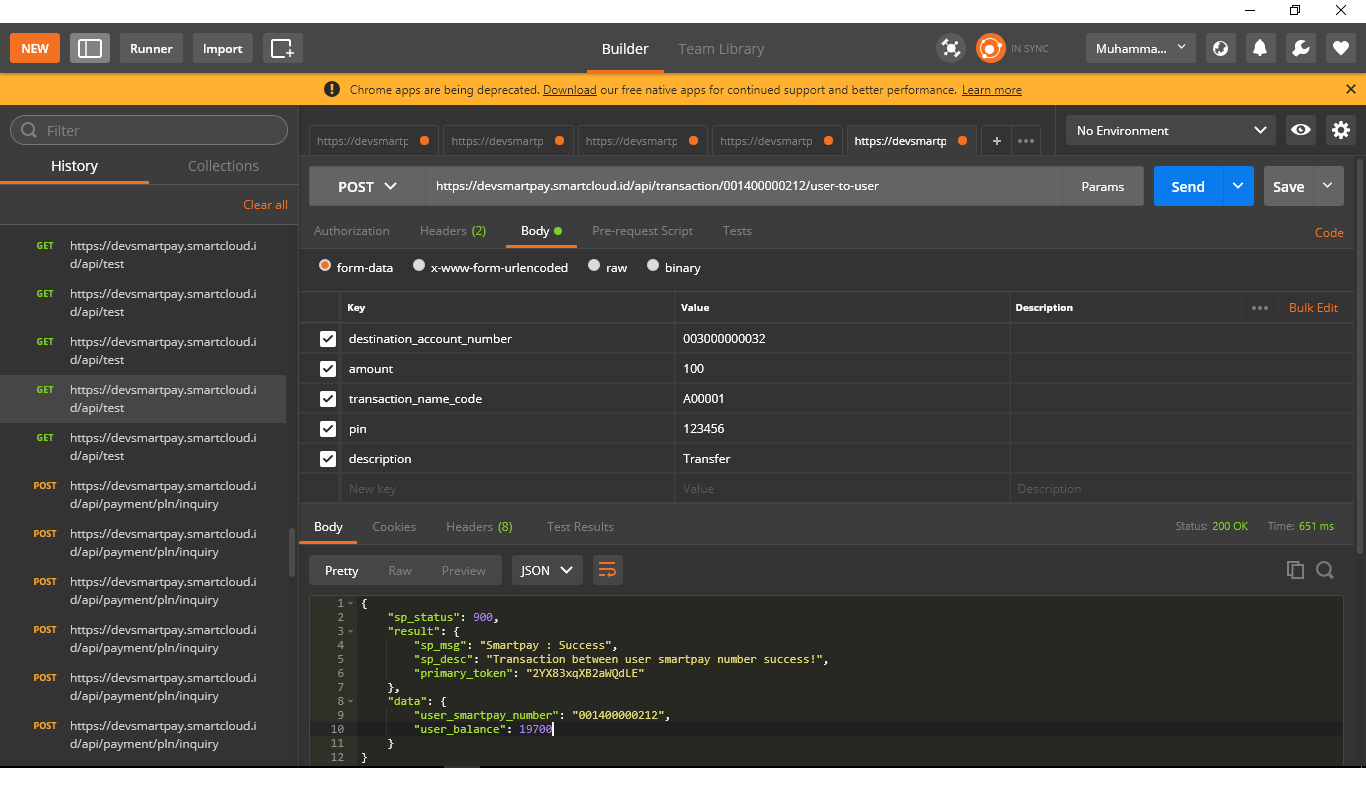 NEW Runner Import Builder Team Library IN SYNC Muhamma...
Chrome apps are being deprecated. Download our free native apps for continued support and better performance. Learn more
Filter
History Collections
Clear all
GET https://devsmartpay.smartcloud.i
d/api/test
GET https://devsmartpay.smartcloud.i
d/api/test
GET https://devsmartpay.smartcloud.i
d/api/test
GET https://devsmartpay.smartcloud.i
d/api/test
GET https://devsmartpay.smartcloud.i
d/api/test
POST https://devsmartpay.smartcloud.i
d/api/payment/pln/inquiry
POST https://devsmartpay.smartcloud.i
d/api/payment/pln/inquiry
POST https://devsmartpay.smartcloud.i
d/api/payment/pln/inquiry
POST https://devsmartpay.smartcloud.i
d/api/payment/pln/inquiry
POST https://devsmartpay.smartcloud.i
d/api/payment/pln/inquiry
POST https://devsmartpay.smartcloud.i
d/api/payment/pln/inquiry
https://devsmartp https://devsmartp https://devsmartp https://devsmartp https://devsmartp + ••• No Environment
POST https://devsmartpay.smartcloud.id/api/transaction/001400000212/user-to-user Params Send Save
Authorization Headers (2) Body Pre-request Script Tests Code
form-data x-www-form-urlencoded raw binary
Key Value Description ••• Bulk Edit
destination_account_number 003000000032
amount 100
transaction_name_code A00001
pin 123456
description Transfer
New key Value Description
Body Cookies Headers (8) Test Results Status: 200 OK Time: 651 ms
Pretty Raw Preview JSON
1 {
2 "sp_status": 900,
3 "result": {
4 "sp_msg": "Smartpay : Success",
5 "sp_desc": "Transaction between user smartpay number success!",
6 "primary_token": "2YX83xqXB2aWQdLE"
7 },
8 "data": {
9 "user_smartpay_number": "001400000212",
10 "user_balance": 19700
11 }
12 }